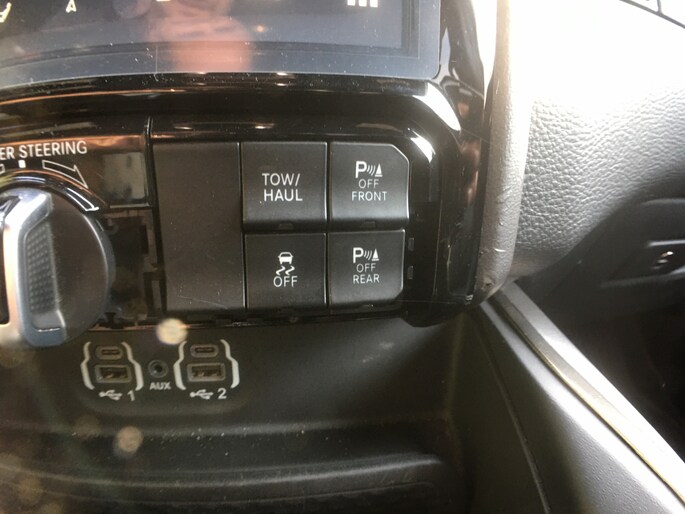 A
ER STEERING
TOW/
HAUL
P
OFF
FRONT
OFF
P
OFF
REAR
1
AUX
2